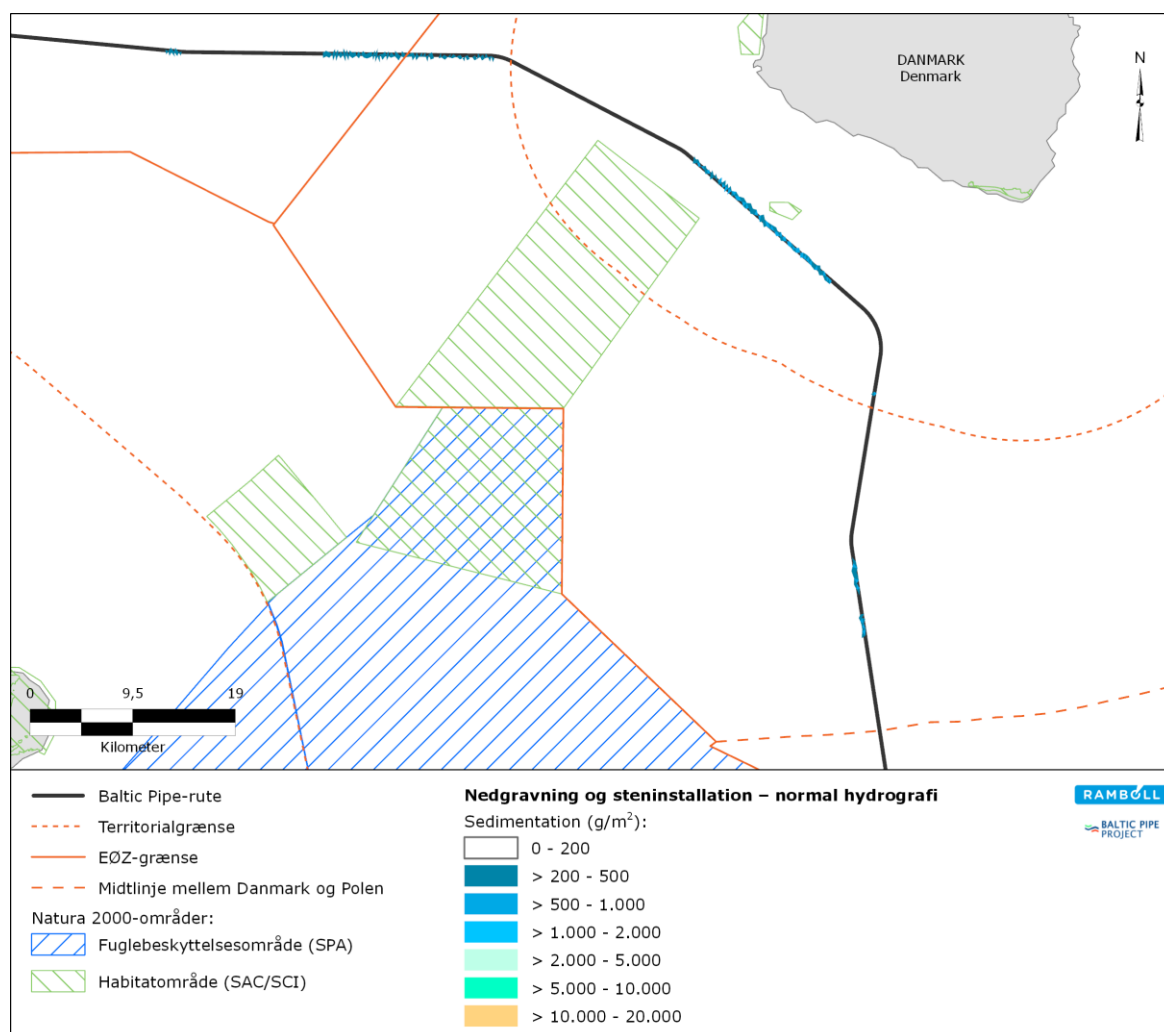 DANMARK
Denmark
N
0 9,5 19
Kilometer
Baltic Pipe-rute
Territorialgrænse
EØZ-grænse
Midtlinje mellem Danmark og Polen
Natura 2000-områder:
Fuglebeskyttelsesområde (SPA)
Habitatområde (SAC/SCI)
Nedgravning og steninstallation – normal hydrografi
Sedimentation (g/m²):
0 - 200
> 200 - 500
> 500 - 1.000
> 1.000 - 2.000
> 2.000 - 5.000
> 5.000 - 10.000
> 10.000 - 20.000
RAMBOLL
BALTIC PIPE
PROJECT